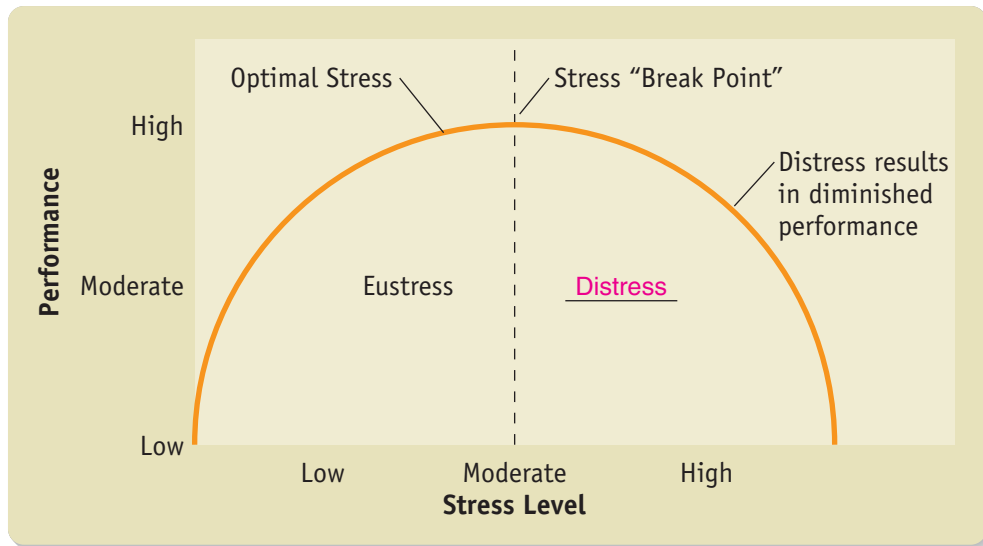 Optimal Stress
Stress “Break Point”
High
Distress results
in diminished
performance
Performance
Moderate
Eustress
Distress
Low
Low
Moderate
High
Stress Level